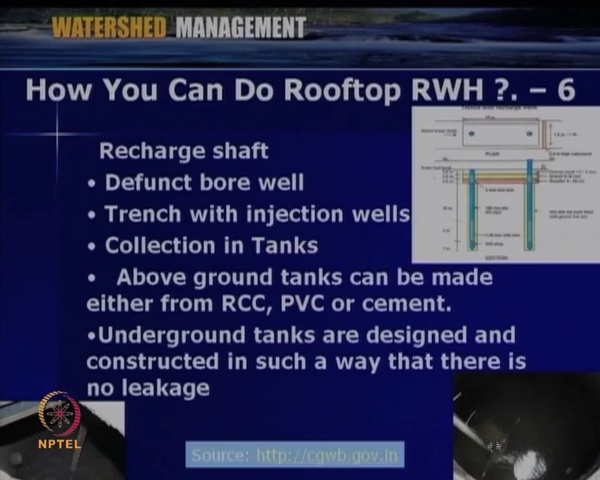 WATERSHED MANAGEMENT
How You Can Do Rooftop RWH ?. – 6
Recharge shaft
• Defunct bore well
• Trench with injection wells
• Collection in Tanks
• Above ground tanks can be made
either from RCC, PVC or cement.
•Underground tanks are designed and
constructed in such a way that there is
no leakage
PLAN
NPTEL
Source: http://cgwb.gov.in